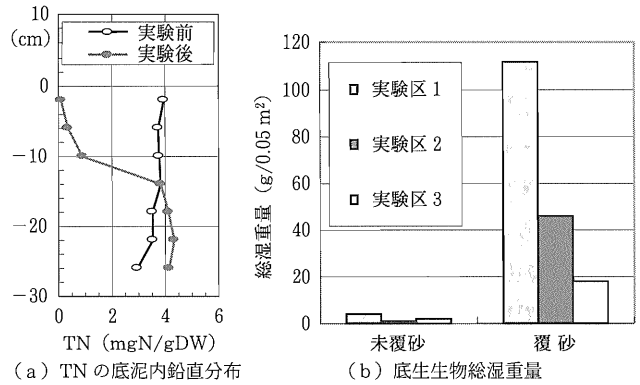 10
(cm)
0
−10
−20
−30
実験前
実験後
0 2 4 6
TN (mgN/gDW)
(a) TN の底泥内鉛直分布
総湿重量 (g/0.05 m²)
120
100
80
60
40
20
0
実験区 1
実験区 2
実験区 3
未覆砂 覆 砂
(b) 底生生物総湿重量